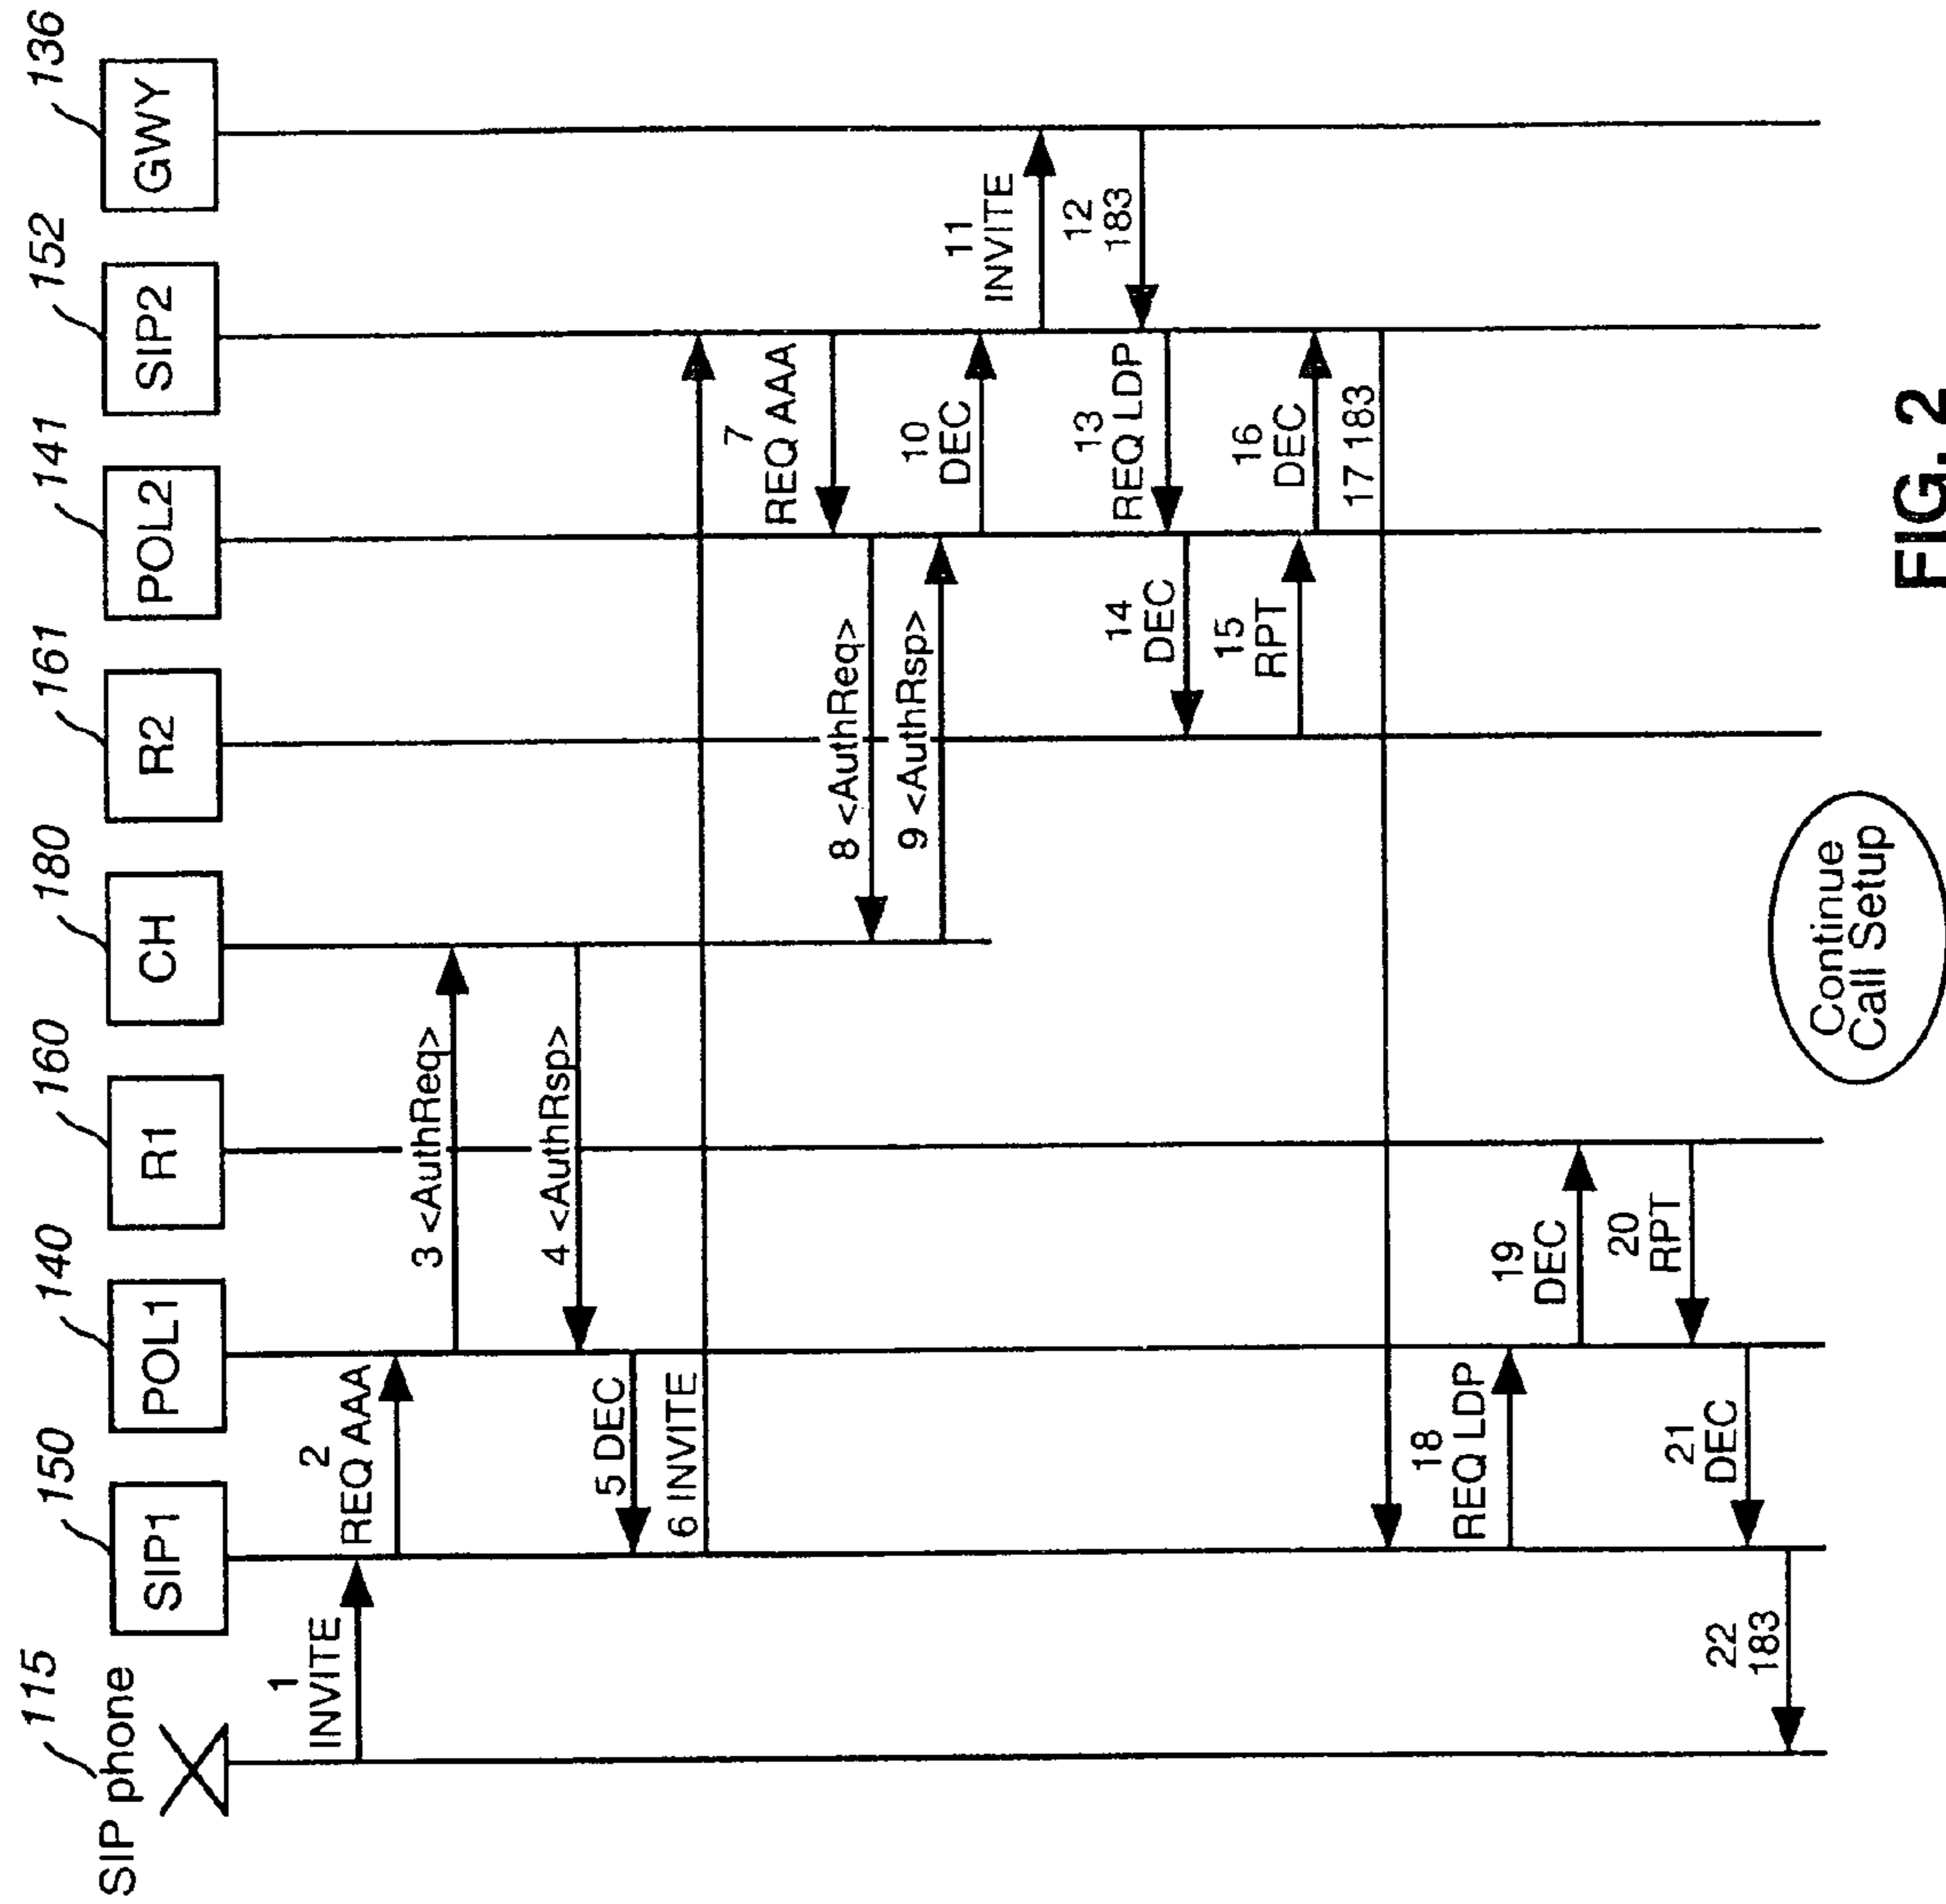 115
150
140
160
180
161
141
152
136
SIP phone
SIP1
POL1
R1
CH
R2
POL2
SIP2
GWY
1
INVITE
2
REQ AAA
3 <AuthReq>
4 <AuthRsp>
5 DEC
6 INVITE
7
REQ AAA
8 <AuthReq>
9 <AuthRsp>
10
DEC
11
INVITE
12
183
13
REQ LDP
14
DEC
15
RPT
16
DEC
17 183
18
REQ LDP
19
DEC
20
RPT
21
DEC
22
183
Continue
Call Setup
FIG. 2